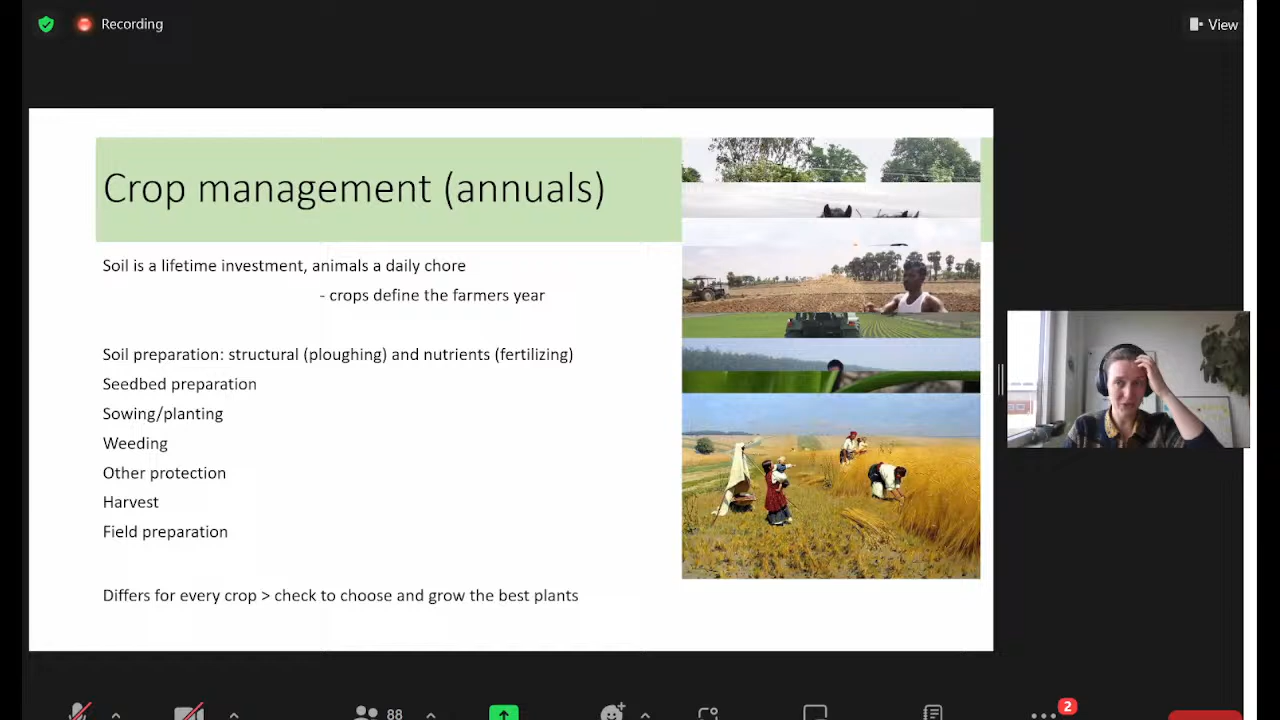 Recording
View
Crop management (annuals)
Soil is a lifetime investment, animals a daily chore
- crops define the farmers year
Soil preparation: structural (ploughing) and nutrients (fertilizing)
Seedbed preparation
Sowing/planting
Weeding
Other protection
Harvest
Field preparation
Differs for every crop > check to choose and grow the best plants
88
2